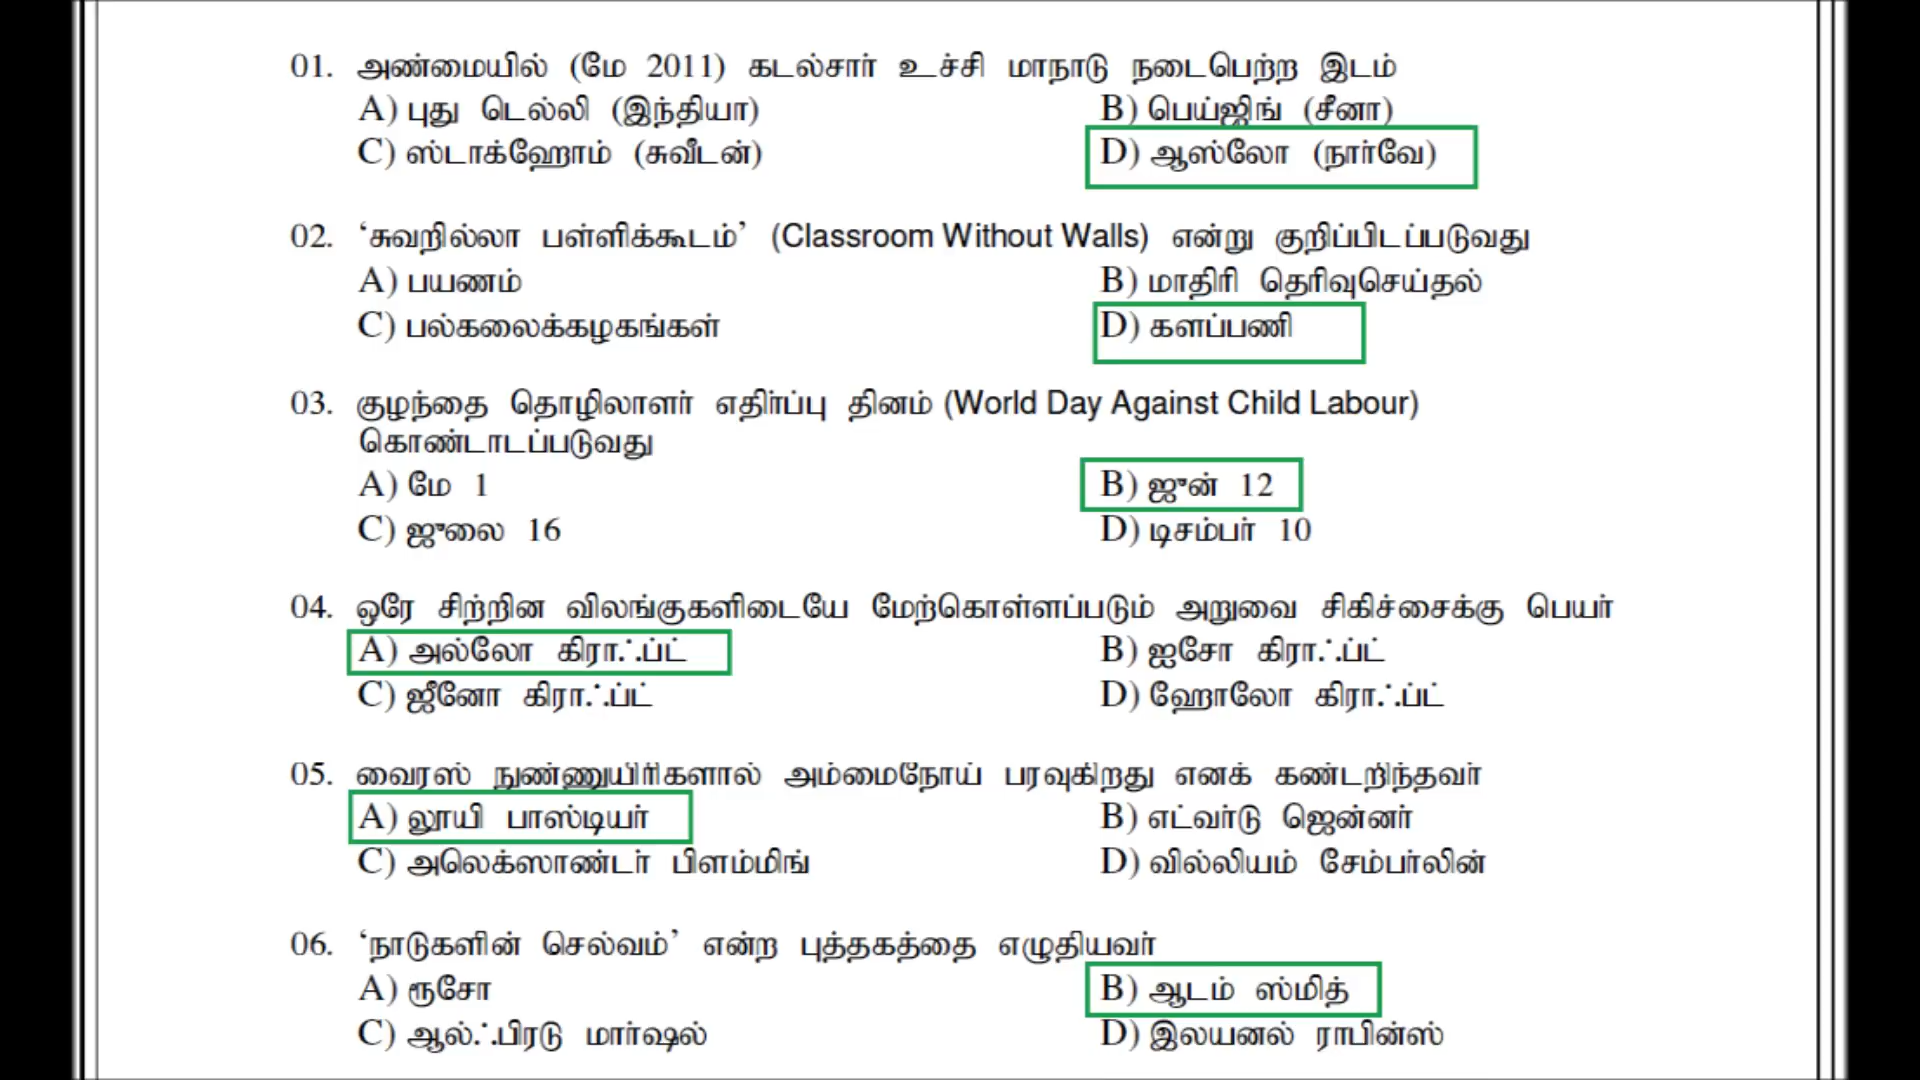 01. அண்மையில் (மே 2011) கடல்சார் உச்சி மாநாடு நடைபெற்ற இடம்
A) புது டெல்லி (இந்தியா) B) பெய்ஜிங் (சீனா)
C) ஸ்டாக்ஹோம் (சுவீடன்) D) ஆஸ்லோ (நார்வே)
02. ‘சுவறில்லா பள்ளிக்கூடம்’ (Classroom Without Walls) என்று குறிப்பிடப்படுவது
A) பயணம் B) மாதிரி தெரிவுசெய்தல்
C) பல்கலைக்கழகங்கள் D) களப்பணி
03. குழந்தை தொழிலாளர் எதிர்ப்பு தினம் (World Day Against Child Labour)
கொண்டாடப்படுவது
A) மே 1 B) ஜுன் 12
C) ஜுலை 16 D) டிசம்பர் 10
04. ஒரே சிற்றின விலங்குகளிடையே மேற்கொள்ளப்படும் அறுவை சிகிச்சைக்கு பெயர்
A) அல்லோ கிராஃப்ட் B) ஐசோ கிராஃப்ட்
C) ஜீனோ கிராஃப்ட் D) ஹோலோ கிராஃப்ட்
05. வைரஸ் நுண்ணுயிரிகளால் அம்மைநோய் பரவுகிறது எனக் கண்டறிந்தவர்
A) லூயி பாஸ்டியர் B) எட்வர்டு ஜென்னர்
C) அலெக்ஸாண்டர் பிளம்மிங் D) வில்லியம் சேம்பர்லின்
06. ‘நாடுகளின் செல்வம்’ என்ற புத்தகத்தை எழுதியவர்
A) ரூசோ B) ஆடம் ஸ்மித்
C) ஆல்ஃபிரடு மார்ஷல் D) இலயனல் ராபின்ஸ்